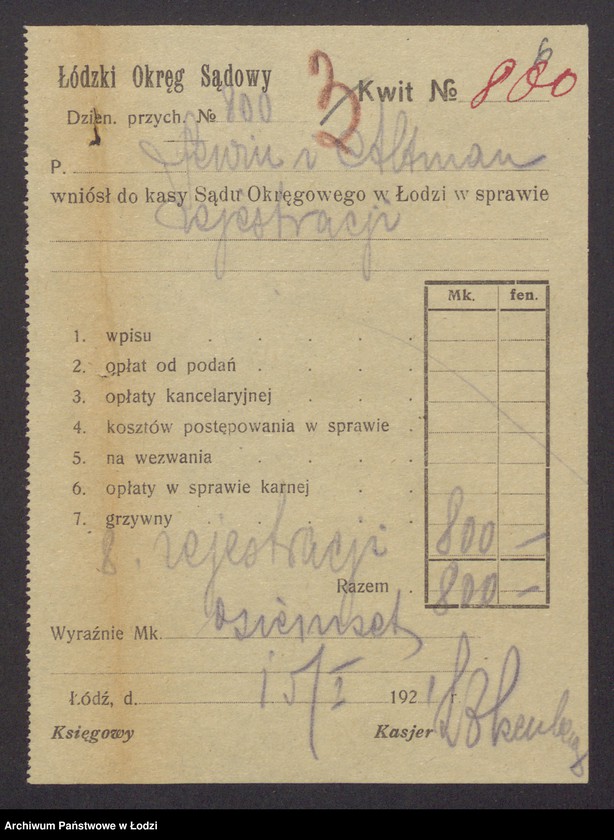 Łódzki Okręg Sądowy
3
Kwit № 800
Dzien. przych. № 800
P. i Altman
wniósł do kasy Sądu Okręgowego w Łodzi w sprawie
rejestracji
Mk. fen.
1. wpisu
2. opłat od podań
3. opłaty kancelaryjnej
4. kosztów postępowania w sprawie
5. na wezwania
6. opłaty w sprawie karnej
7. grzywny 800 —
8. rejestracji
Razem 800 —
Wyraźnie Mk. osiemset
Łódź, d. 15/I 1921 r.
Księgowy Kasjer
Archiwum Państwowe w Łodzi